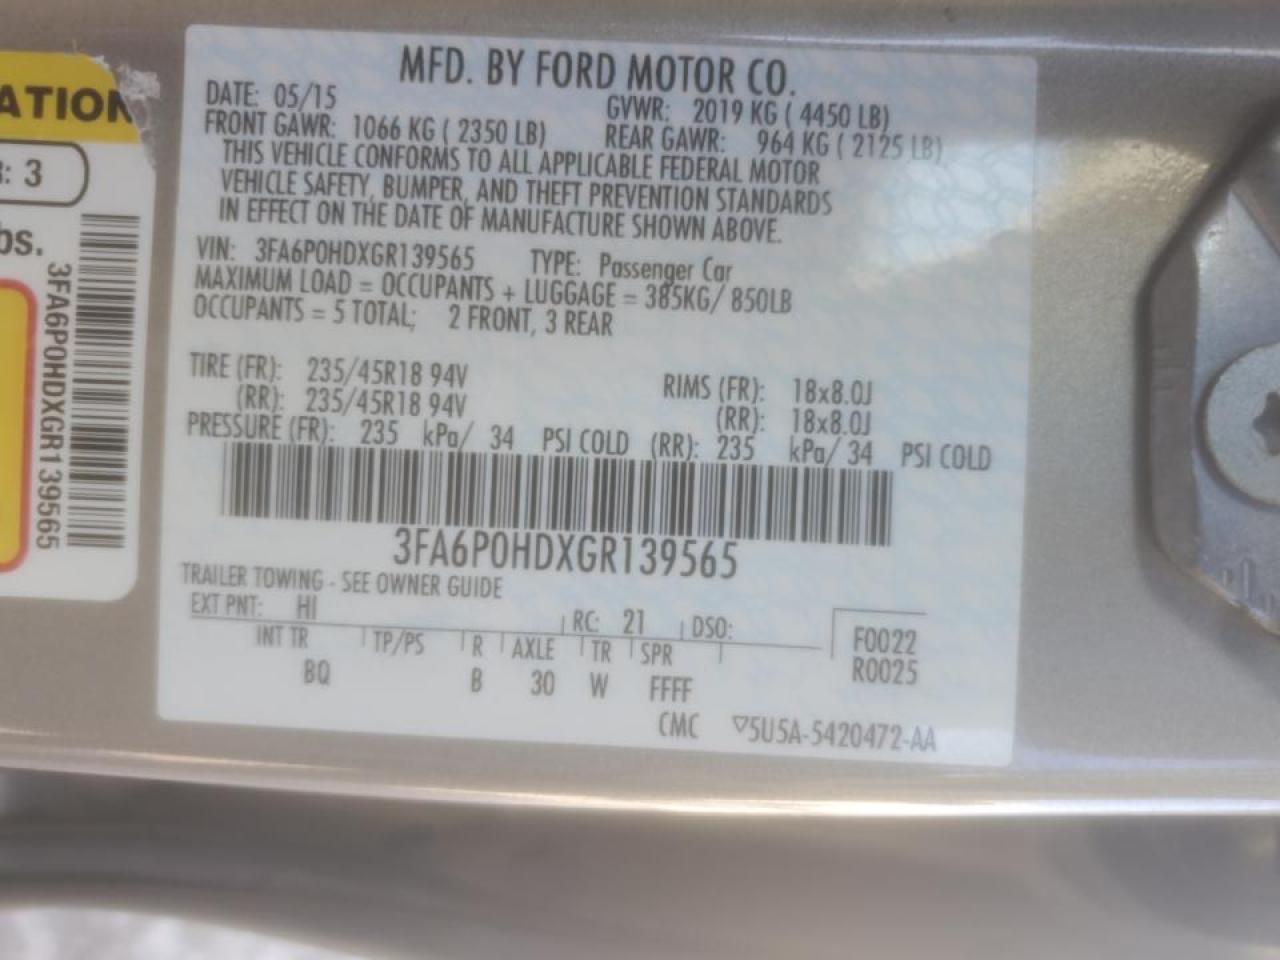 MFD. BY FORD MOTOR CO.
DATE: 05/15 GVWR: 2019 KG ( 4450 LB)
FRONT GAWR: 1066 KG ( 2350 LB) REAR GAWR: 964 KG ( 2125 LB)
THIS VEHICLE CONFORMS TO ALL APPLICABLE FEDERAL MOTOR
VEHICLE SAFETY, BUMPER, AND THEFT PREVENTION STANDARDS
IN EFFECT ON THE DATE OF MANUFACTURE SHOWN ABOVE.
VIN: 3FA6P0HDXGR139565 TYPE: Passenger Car
MAXIMUM LOAD = OCCUPANTS + LUGGAGE = 385KG/ 850LB
OCCUPANTS = 5 TOTAL; 2 FRONT, 3 REAR
TIRE (FR): 235/45R18 94V RIMS (FR): 18x8.0J
(RR): 235/45R18 94V (RR): 18x8.0J
PRESSURE (FR): 235 kPa/ 34 PSI COLD (RR): 235 kPa/ 34 PSI COLD
3FA6P0HDXGR139565
TRAILER TOWING - SEE OWNER GUIDE
EXT PNT: HI RC: 21 DSO:
INT TR TP/PS R AXLE TR SPR
BQ B 30 W FFFF
F0022
R0025
CMC ▽5U5A-5420472-AA
ATION
R: 3
bs.
3FA6P0HDXGR139565